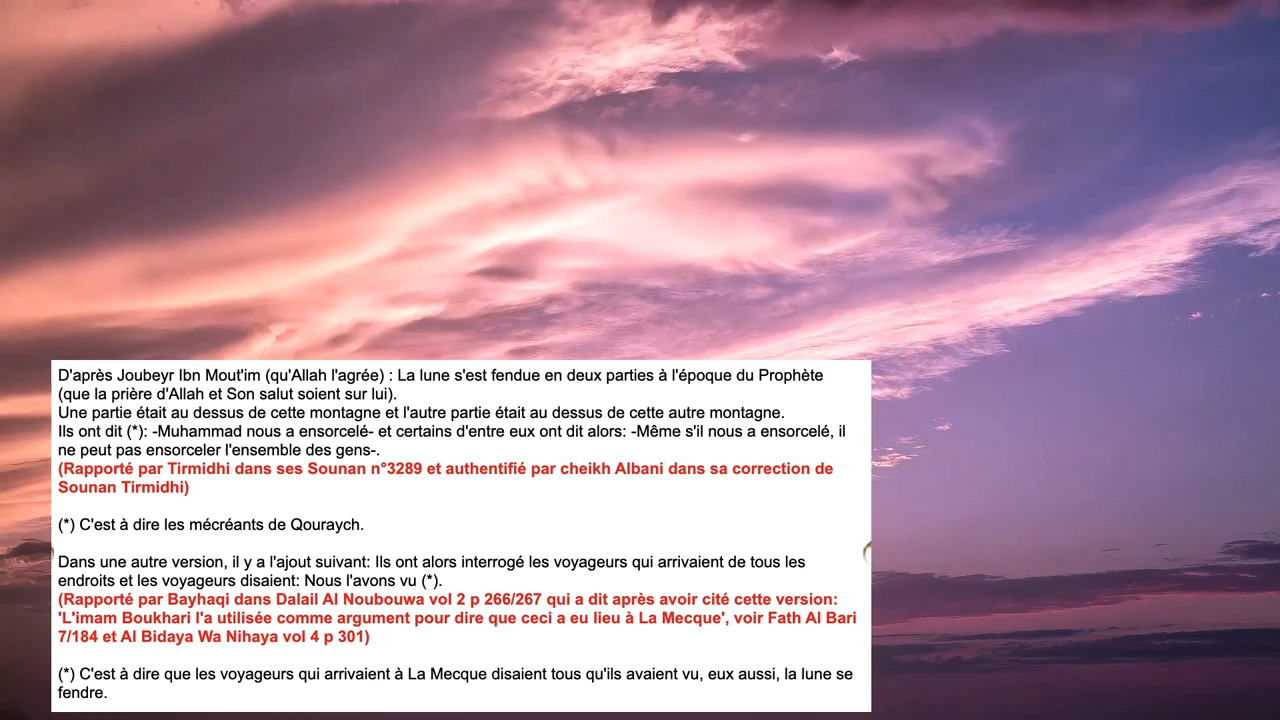 D'après Joubeyr Ibn Mout'im (qu'Allah l'agrée) : La lune s'est fendue en deux parties à l'époque du Prophète
(que la prière d'Allah et Son salut soient sur lui).
Une partie était au dessus de cette montagne et l'autre partie était au dessus de cette autre montagne.
Ils ont dit (*): -Muhammad nous a ensorcelé- et certains d'entre eux ont dit alors: -Même s'il nous a ensorcelé, il
ne peut pas ensorceler l'ensemble des gens-.
(Rapporté par Tirmidhi dans ses Sounan n°3289 et authentifié par cheikh Albani dans sa correction de
Sounan Tirmidhi)
(*) C'est à dire les mécréants de Qouraych.
Dans une autre version, il y a l'ajout suivant: Ils ont alors interrogé les voyageurs qui arrivaient de tous les
endroits et les voyageurs disaient: Nous l'avons vu (*).
(Rapporté par Bayhaqi dans Dalail Al Noubouwa vol 2 p 266/267 qui a dit après avoir cité cette version:
'L'imam Boukhari l'a utilisée comme argument pour dire que ceci a eu lieu à La Mecque', voir Fath Al Bari
7/184 et Al Bidaya Wa Nihaya vol 4 p 301)
(*) C'est à dire que les voyageurs qui arrivaient à La Mecque disaient tous qu'ils avaient vu, eux aussi, la lune se
fendre.